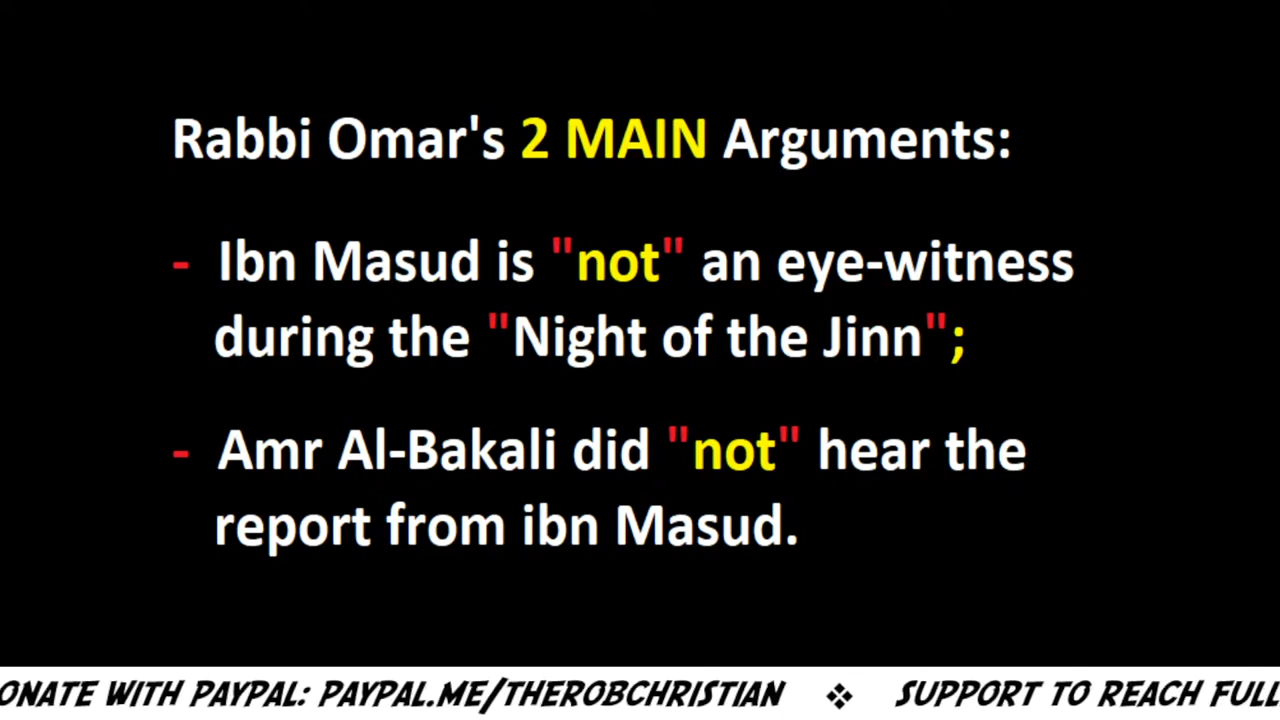 Rabbi Omar's 2 MAIN Arguments:
- Ibn Masud is "not" an eye-witness
during the "Night of the Jinn";
- Amr Al-Bakali did "not" hear the
report from ibn Masud.
ONATE WITH PAYPAL: PAYPAL.ME/THEROBCHRISTIAN ❖ SUPPORT TO REACH FULL